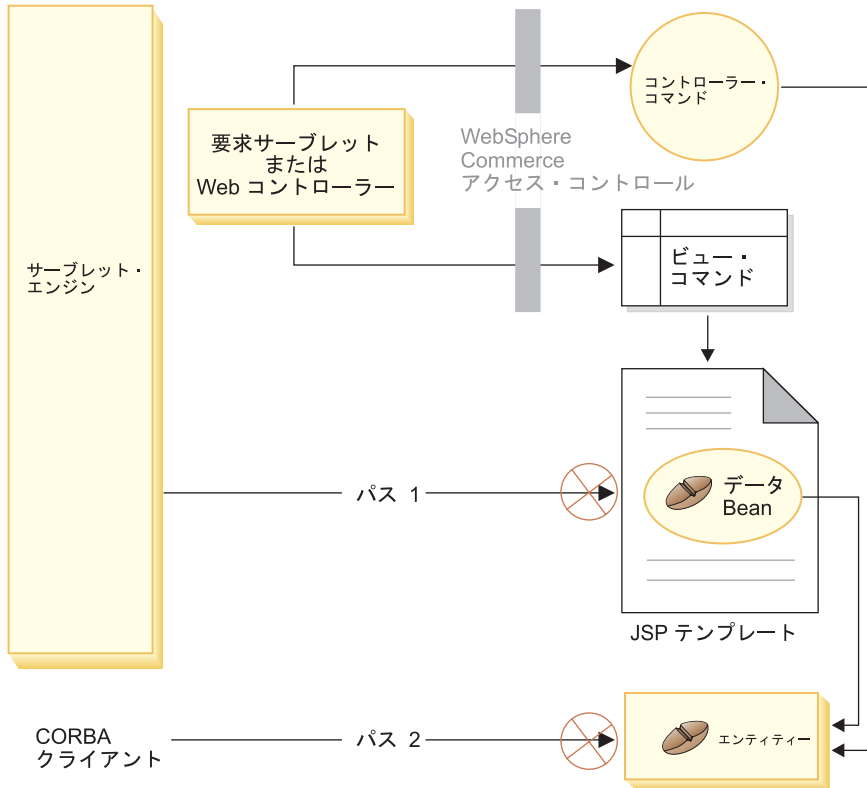 コントローラー・
コマンド
要求サーブレット
または
Web コントローラー
WebSphere
Commerce
アクセス・コントロール
サーブレット・
エンジン
ビュー・
コマンド
パス 1
データ
Bean
JSP テンプレート
CORBA
クライアント
パス 2
エンティティー